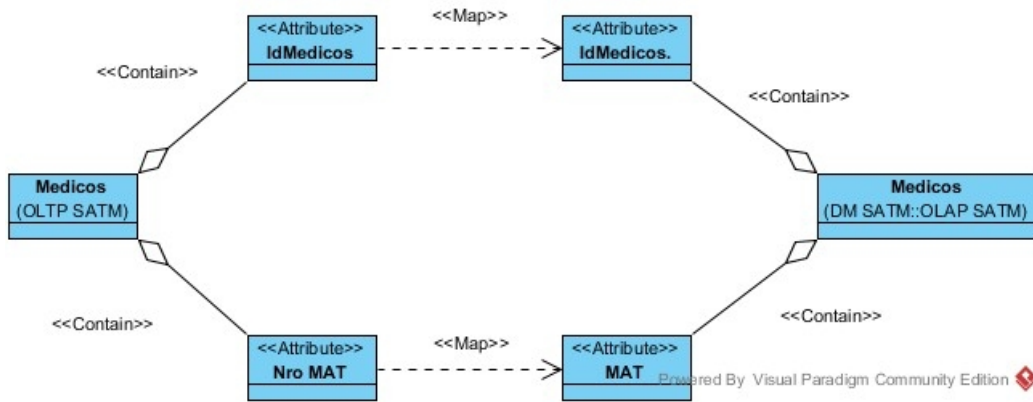 <<Map>>
<<Attribute>>
IdMedicos
<<Attribute>>
IdMedicos.
<<Contain>>
<<Contain>>
Medicos
(OLTP SATM)
Medicos
(DM SATM::OLAP SATM)
<<Contain>>
<<Contain>>
<<Map>>
<<Attribute>>
Nro MAT
<<Attribute>>
MAT
Powered By Visual Paradigm Community Edition